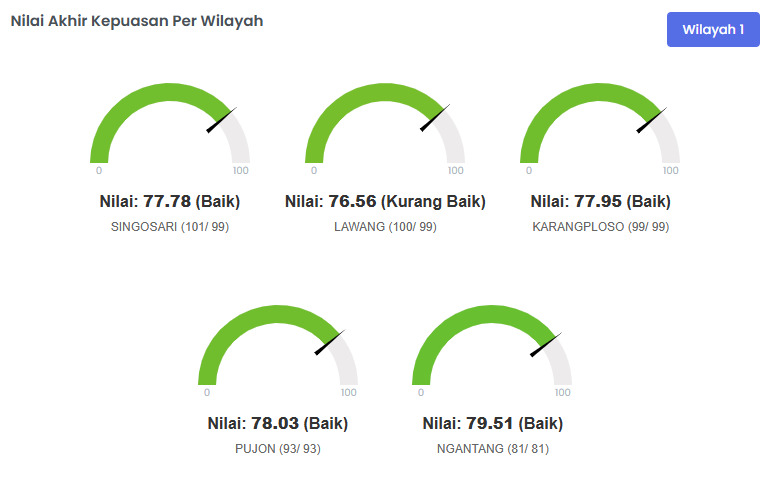 Nilai Akhir Kepuasan Per Wilayah
Wilayah 1
0 100
Nilai: 77.78 (Baik)
SINGOSARI (101/ 99)
0 100
Nilai: 76.56 (Kurang Baik)
LAWANG (100/ 99)
0 100
Nilai: 77.95 (Baik)
KARANGPLOSO (99/ 99)
0 100
Nilai: 78.03 (Baik)
PUJON (93/ 93)
0 100
Nilai: 79.51 (Baik)
NGANTANG (81/ 81)